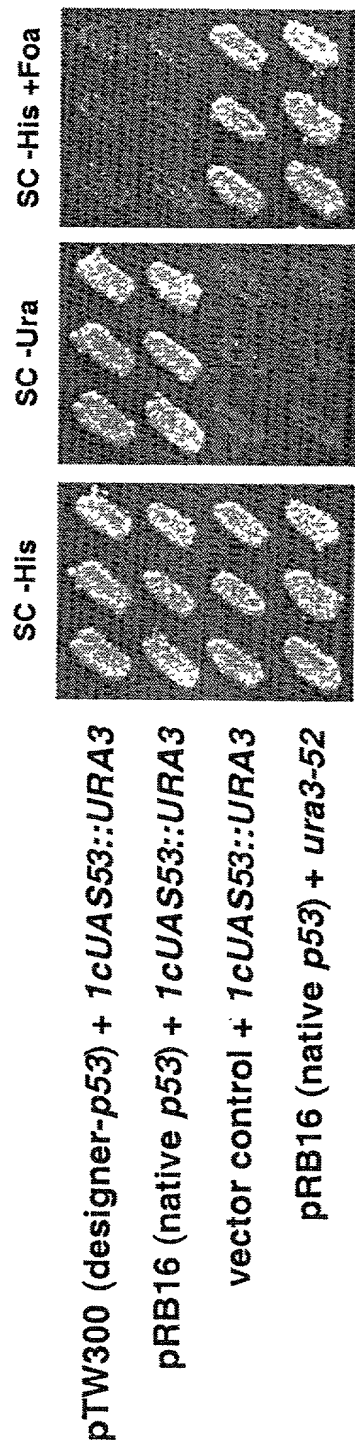 SC -His
SC -Ura
SC -His +Foa
pTW300 (designer-p53) + 1cUAS53::URA3
pRB16 (native p53) + 1cUAS53::URA3
vector control + 1cUAS53::URA3
pRB16 (native p53) + ura3-52